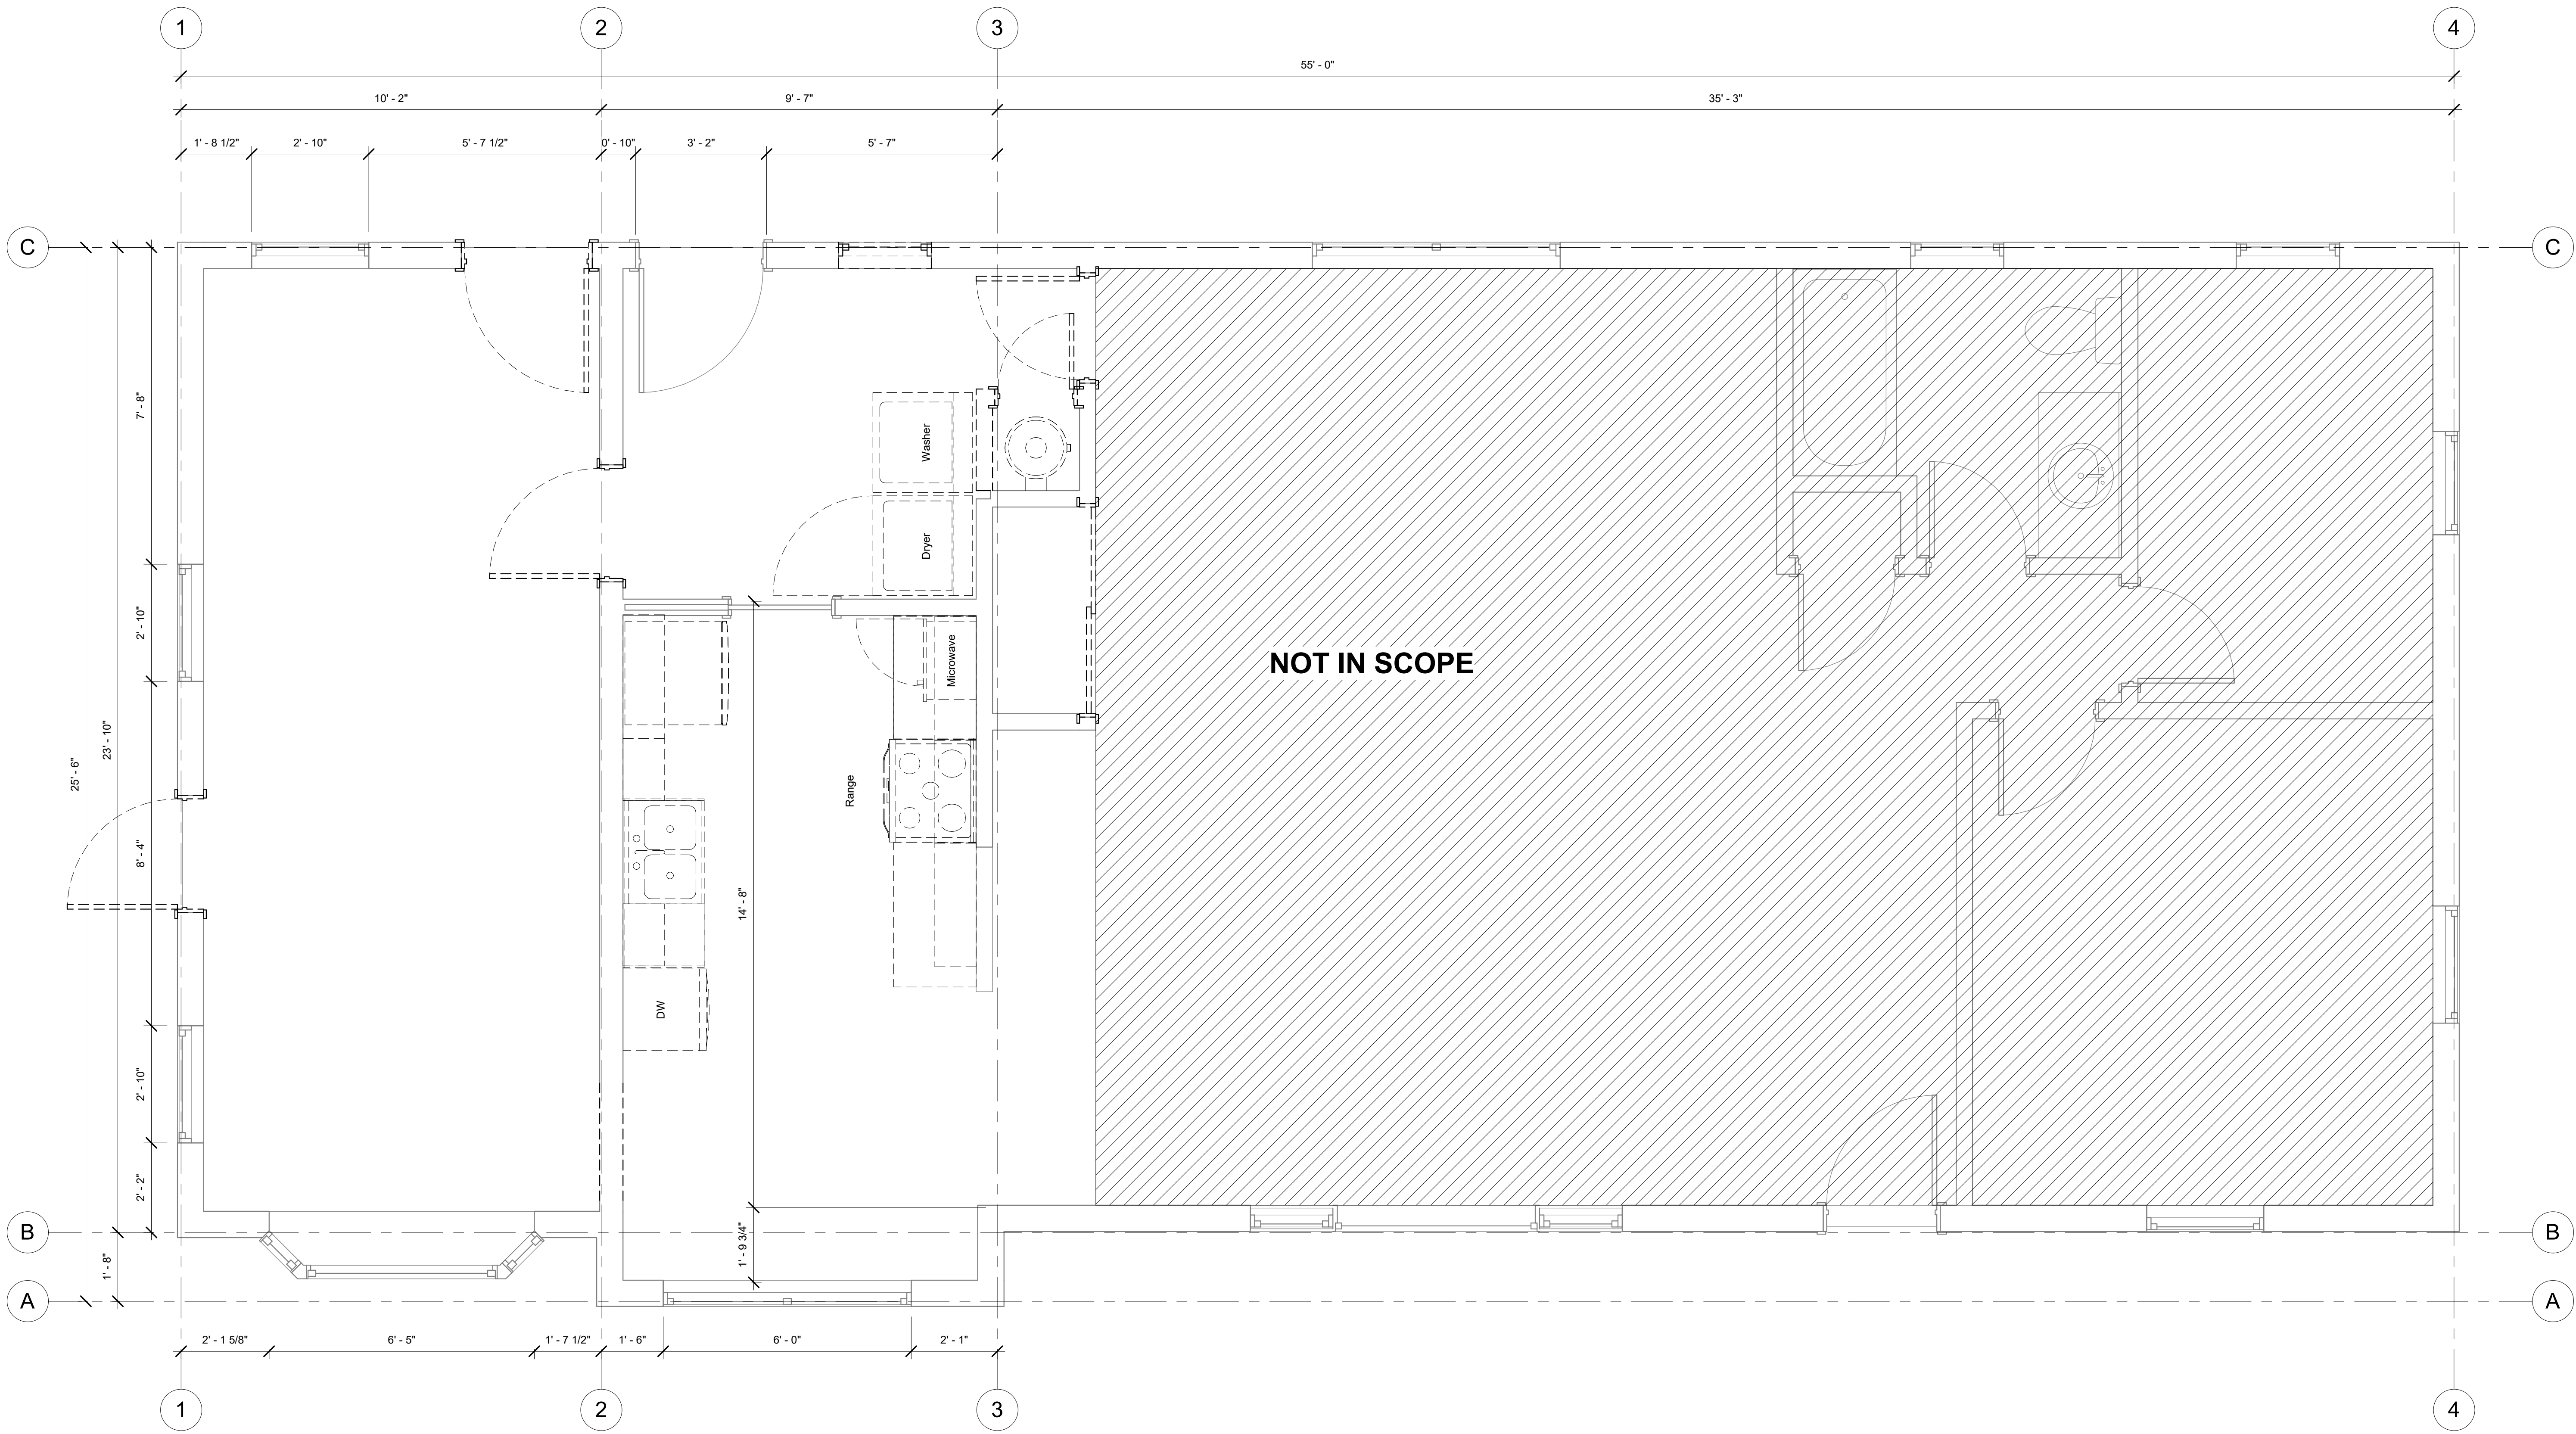 1
2
3
4
55' - 0"
10' - 2"
9' - 7"
35' - 3"
1' - 8 1/2"
2' - 10"
5' - 7 1/2"
0' - 10"
3' - 2"
5' - 7"
C
C
7' - 8"
Washer
Dryer
2' - 10"
Microwave
NOT IN SCOPE
23' - 10"
25' - 6"
Range
8' - 4"
14' - 8"
DW
2' - 10"
2' - 2"
B
B
1' - 9 3/4"
1' - 8"
A
A
2' - 1 5/8"
6' - 5"
1' - 7 1/2"
1' - 6"
6' - 0"
2' - 1"
1
2
3
4